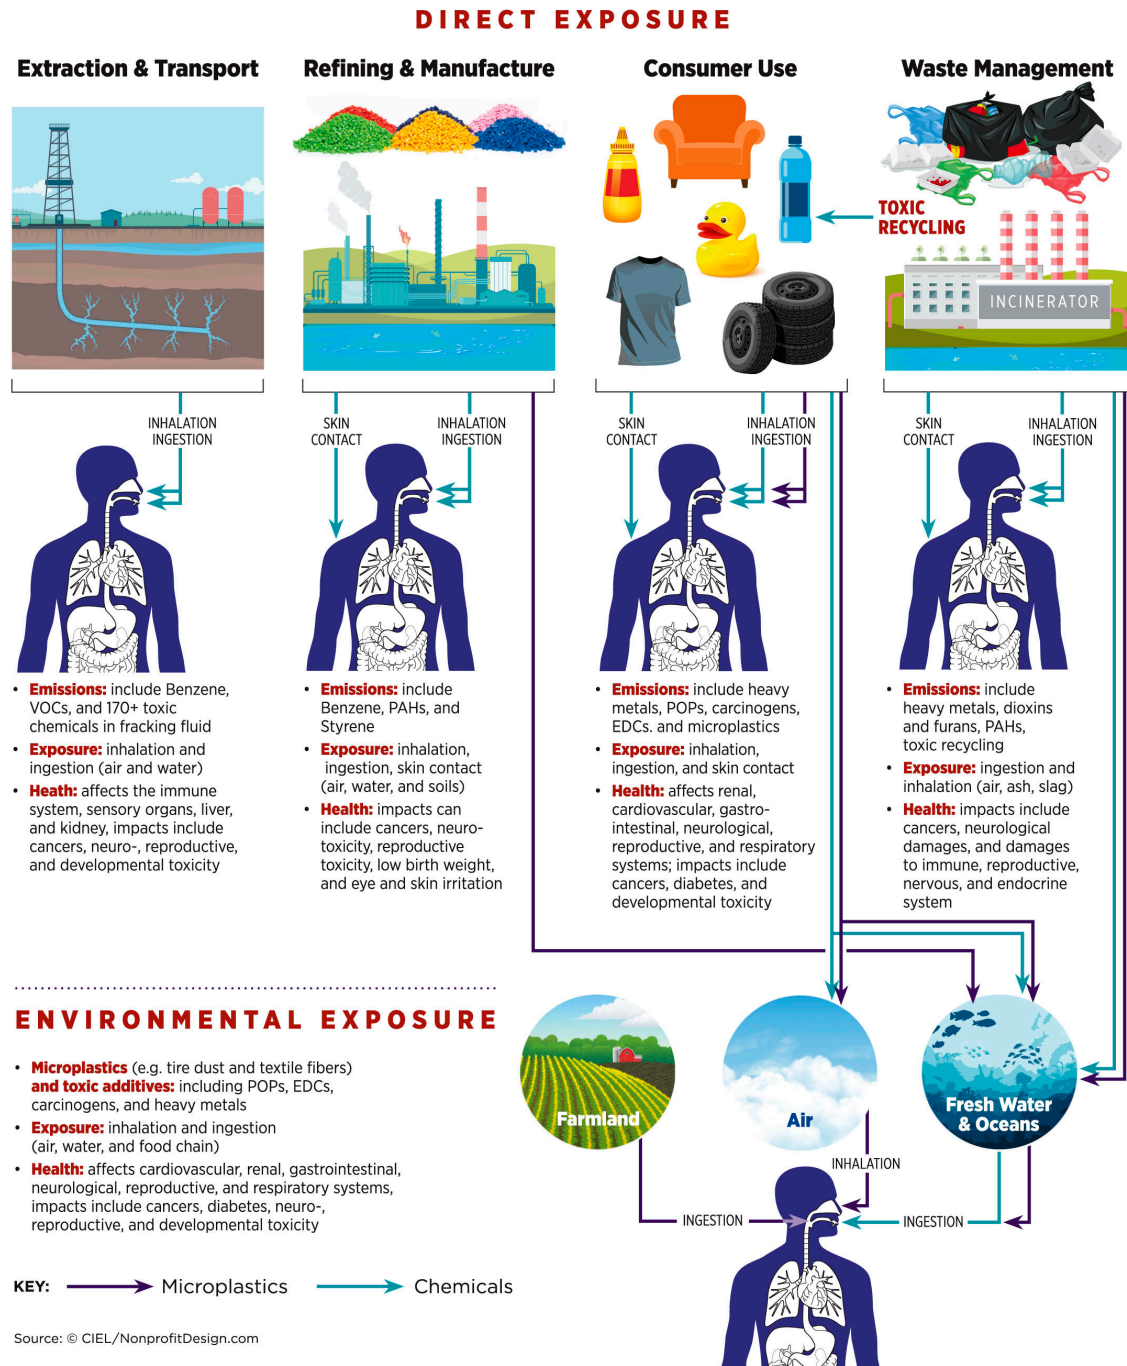 DIRECT EXPOSURE
Extraction & Transport
Refining & Manufacture
Consumer Use
Waste Management
TOXIC
RECYCLING
INCINERATOR
INHALATION
INGESTION
SKIN
CONTACT
INHALATION
INGESTION
SKIN
CONTACT
INHALATION
INGESTION
SKIN
CONTACT
INHALATION
INGESTION
• Emissions: include Benzene,
VOCs, and 170+ toxic
chemicals in fracking fluid
• Exposure: inhalation and
ingestion (air and water)
• Heath: affects the immune
system, sensory organs, liver,
and kidney, impacts include
cancers, neuro-, reproductive,
and developmental toxicity
• Emissions: include
Benzene, PAHs, and
Styrene
• Exposure: inhalation,
ingestion, skin contact
(air, water, and soils)
• Health: impacts can
include cancers, neuro-
toxicity, reproductive
toxicity, low birth weight,
and eye and skin irritation
• Emissions: include heavy
metals, POPs, carcinogens,
EDCs. and microplastics
• Exposure: inhalation,
ingestion, and skin contact
• Health: affects renal,
cardiovascular, gastro-
intestinal, neurological,
reproductive, and respiratory
systems; impacts include
cancers, diabetes, and
developmental toxicity
• Emissions: include
heavy metals, dioxins
and furans, PAHs,
toxic recycling
• Exposure: ingestion and
inhalation (air, ash, slag)
• Health: impacts include
cancers, neurological
damages, and damages
to immune, reproductive,
nervous, and endocrine
system
ENVIRONMENTAL EXPOSURE
• Microplastics (e.g. tire dust and textile fibers)
and toxic additives: including POPs, EDCs,
carcinogens, and heavy metals
• Exposure: inhalation and ingestion
(air, water, and food chain)
• Health: affects cardiovascular, renal, gastrointestinal,
neurological, reproductive, and respiratory systems,
impacts include cancers, diabetes, neuro-,
reproductive, and developmental toxicity
Farmland
Air
Fresh Water
& Oceans
INHALATION
INGESTION
INGESTION
KEY:
Microplastics
Chemicals
Source: © CIEL/NonprofitDesign.com